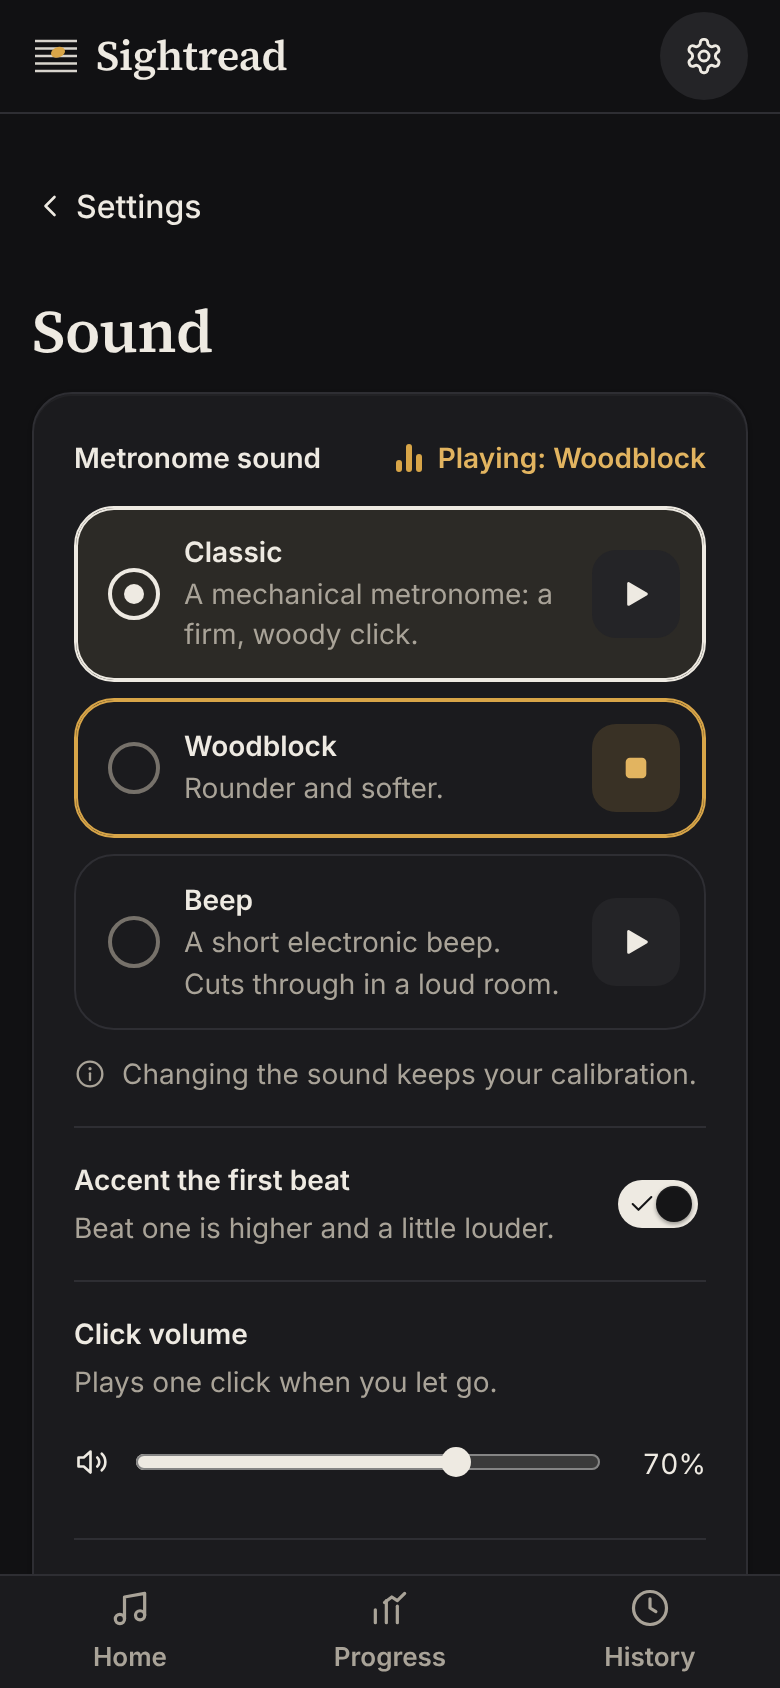 Sightread
Settings
Sound
Metronome sound
Playing: Woodblock
Classic
A mechanical metronome: a
firm, woody click.
Woodblock
Rounder and softer.
Beep
A short electronic beep.
Cuts through in a loud room.
Changing the sound keeps your calibration.
Accent the first beat
Beat one is higher and a little louder.
Click volume
Plays one click when you let go.
70%
Home
Progress
History